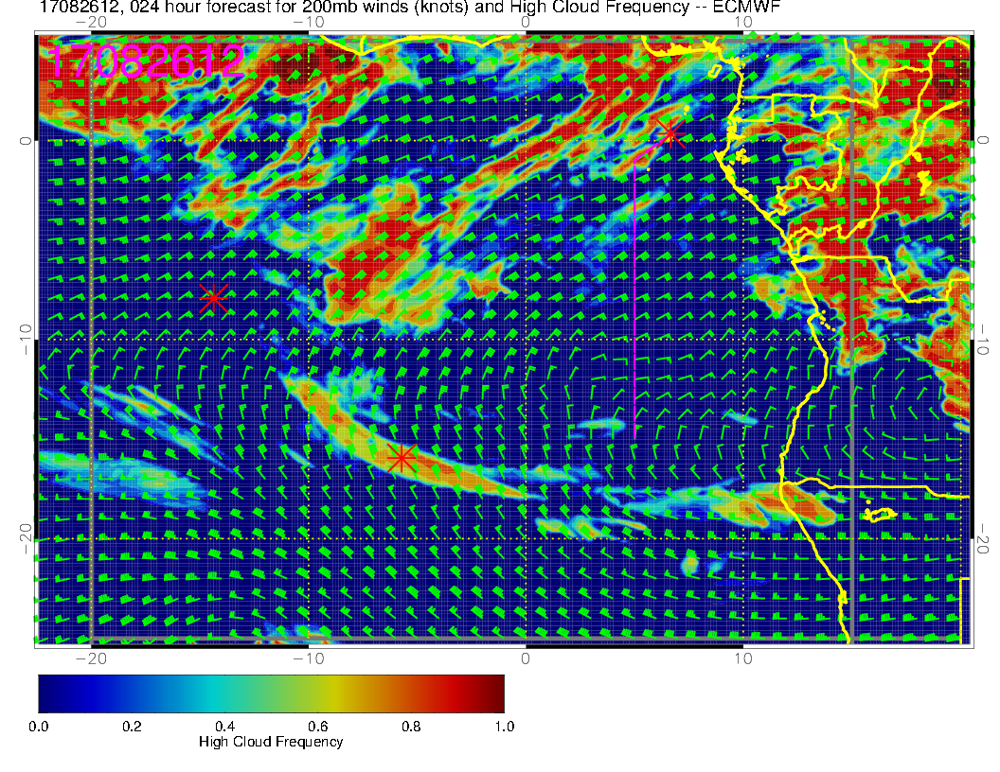 17082612, 024 hour forecast for 200mb winds (knots) and High Cloud Frequency -- ECMWF
−20 −10 0 10
17082612
0 0
−10 −10
−20 −20
−20 −10 0 10
0.0 0.2 0.4 0.6 0.8 1.0
High Cloud Frequency